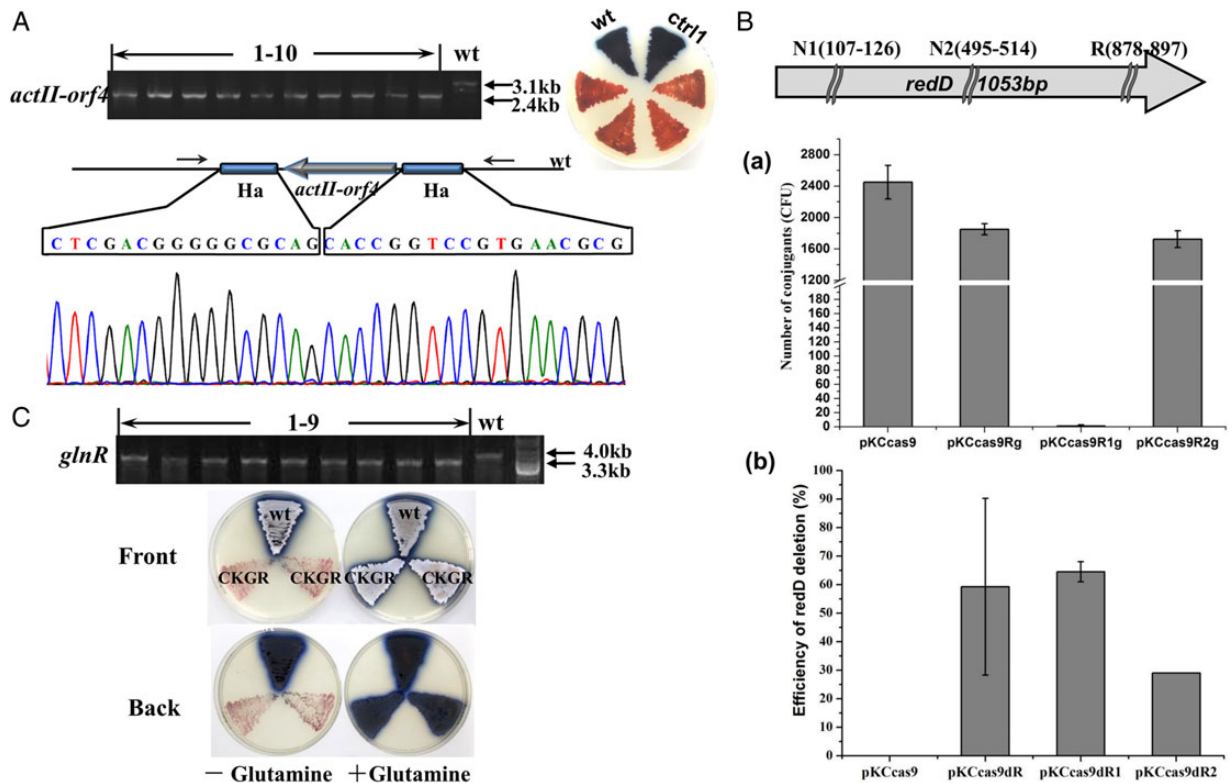 A
1-10
wt
actII-orf4
3.1kb
2.4kb
wt
ctrl1
wt
Ha
actII-orf4
Ha
C T C G A C G G G G G C G C A G
C A C C G G T C C G T G A A C G C G
B
N1(107-126) N2(495-514) R(878-897)
redD 1053bp
(a)
Number of conjugants (CFU)
2800
2400
2000
1600
1200
180
160
140
120
100
80
60
40
20
0
pKCcas9 pKCcas9Rg pKCcas9R1g pKCcas9R2g
(b)
Efficiency of redD deletion (%)
100
90
80
70
60
50
40
30
20
10
0
pKCcas9 pKCcas9dR pKCcas9dR1 pKCcas9dR2
C
1-9
wt
glnR
4.0kb
3.3kb
Front
wt
CKGR CKGR
wt
CKGR CKGR
Back
− Glutamine + Glutamine